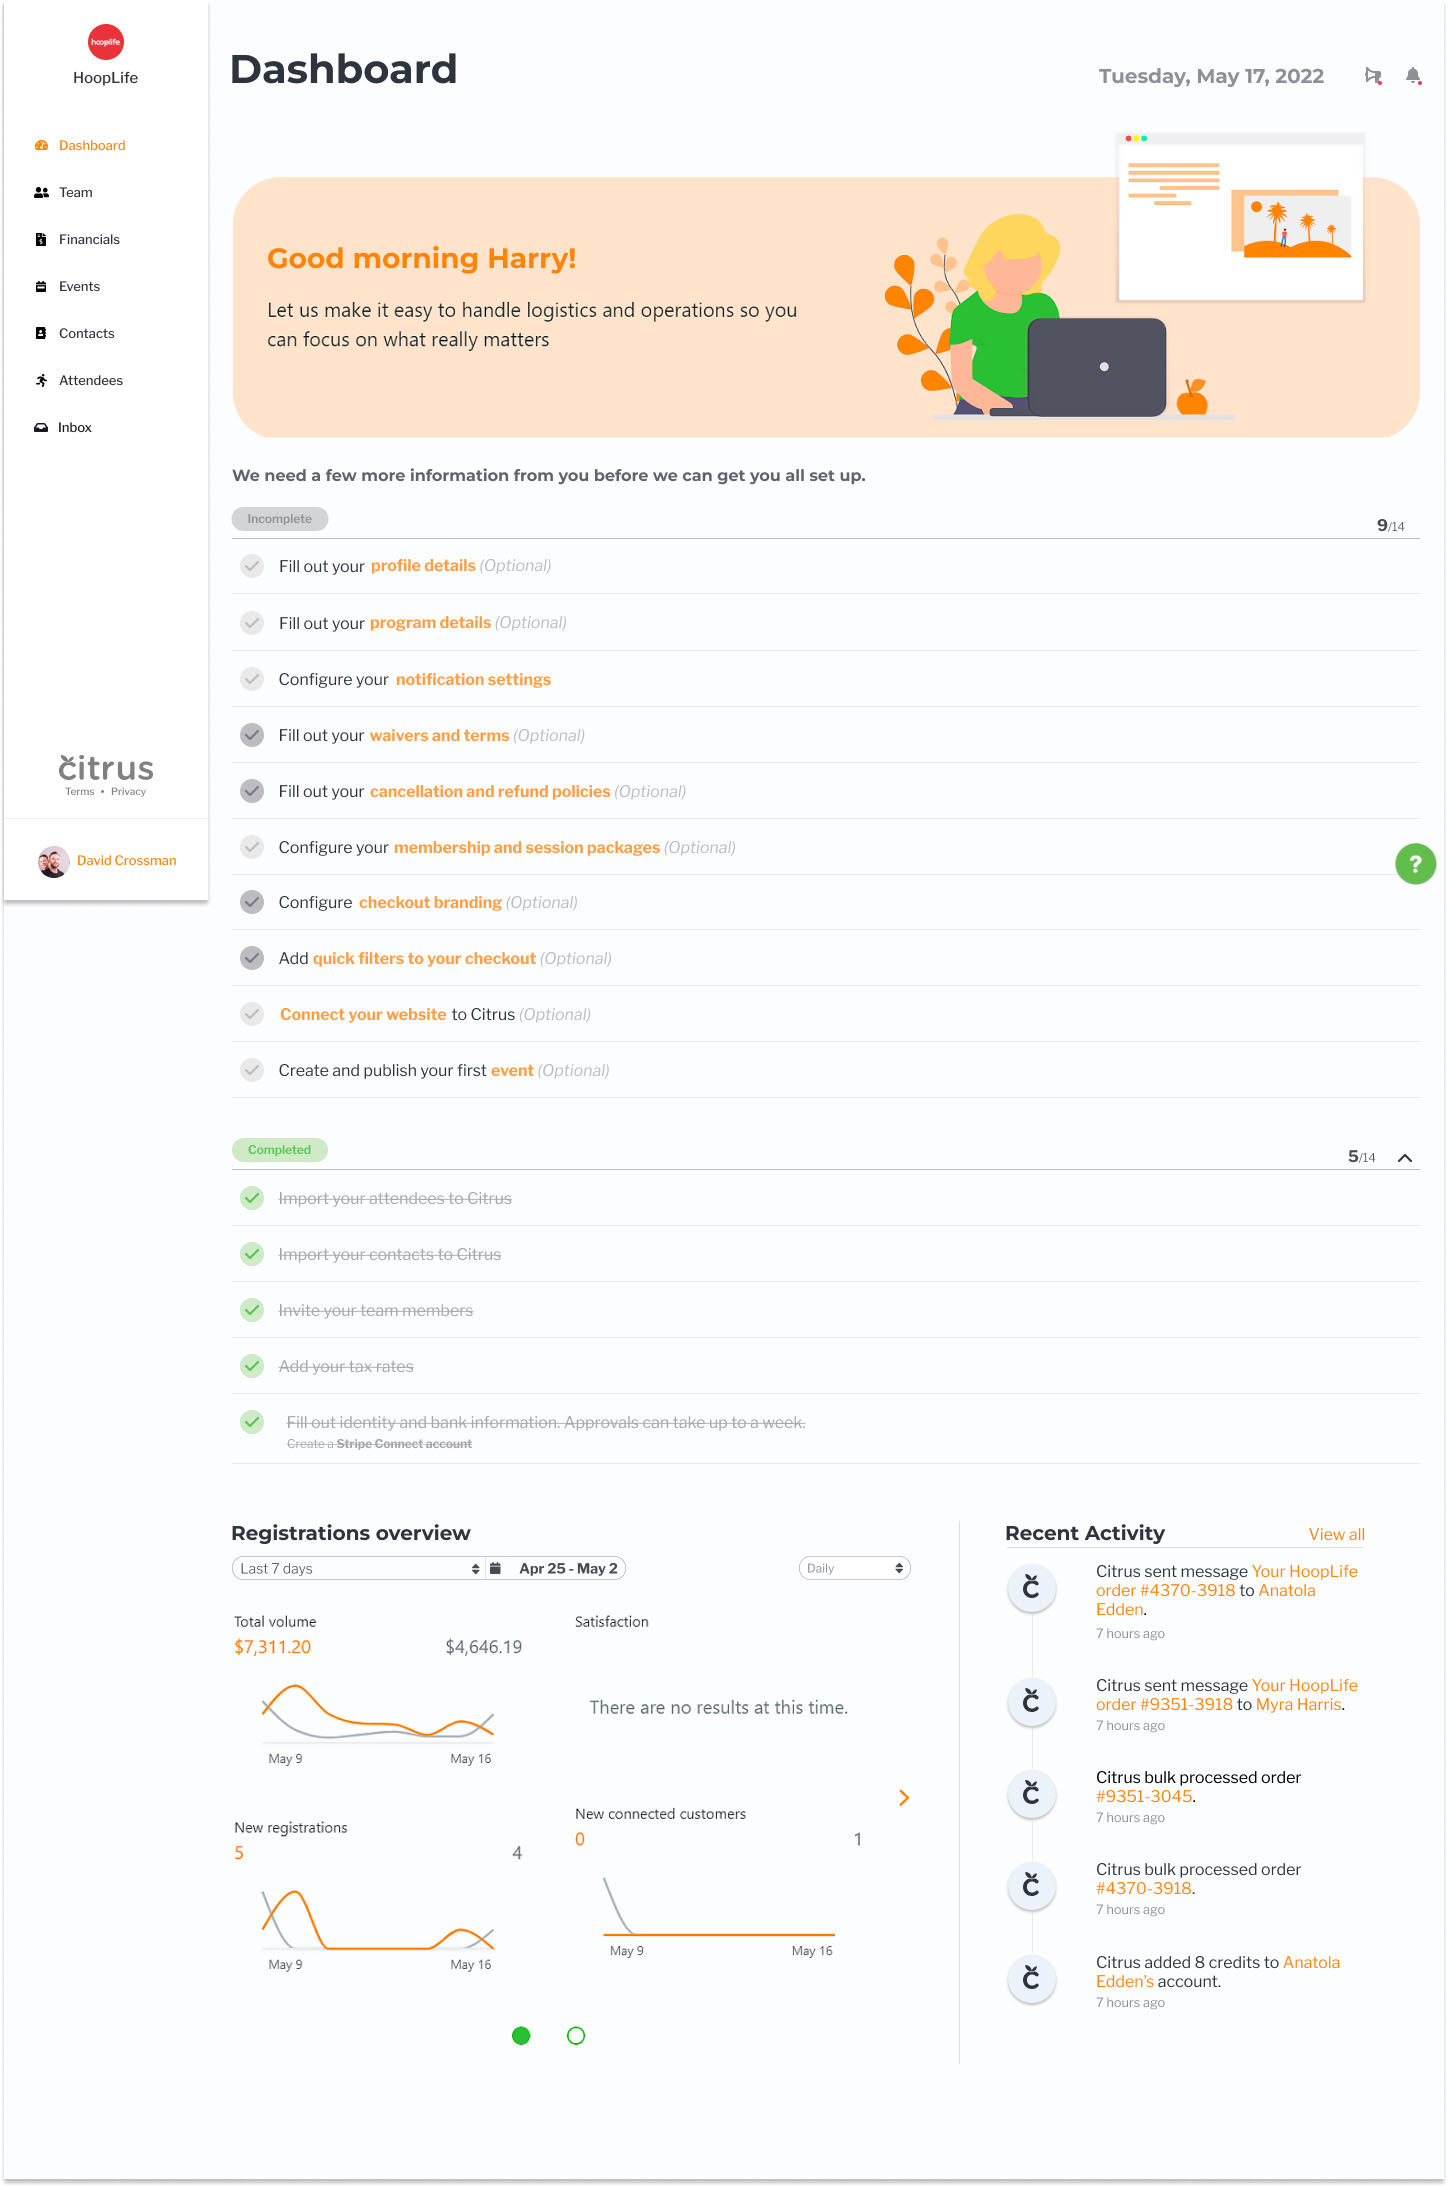 hooplife
HoopLife
Dashboard
Team
Financials
Events
Contacts
Attendees
Inbox
čitrus
Terms • Privacy
David Crossman
Dashboard
Tuesday, May 17, 2022
Good morning Harry!
Let us make it easy to handle logistics and operations so you
can focus on what really matters
We need a few more information from you before we can get you all set up.
Incomplete
9/14
Fill out your profile details (Optional)
Fill out your program details (Optional)
Configure your notification settings
Fill out your waivers and terms (Optional)
Fill out your cancellation and refund policies (Optional)
Configure your membership and session packages (Optional)
Configure checkout branding (Optional)
Add quick filters to your checkout (Optional)
Connect your website to Citrus (Optional)
Create and publish your first event (Optional)
?
Completed
5/14
Import your attendees to Citrus
Import your contacts to Citrus
Invite your team members
Add your tax rates
Fill out identity and bank information. Approvals can take up to a week.
Create a Stripe Connect account
Registrations overview
Last 7 days
Apr 25 - May 2
Daily
Total volume
$7,311.20
$4,646.19
May 9
May 16
Satisfaction
There are no results at this time.
New registrations
5
4
May 9
May 16
New connected customers
0
1
May 9
May 16
Recent Activity
View all
č
Citrus sent message Your HoopLife
order #4370-3918 to Anatola
Edden.
7 hours ago
č
Citrus sent message Your HoopLife
order #9351-3918 to Myra Harris.
7 hours ago
č
Citrus bulk processed order
#9351-3045.
7 hours ago
č
Citrus bulk processed order
#4370-3918.
7 hours ago
č
Citrus added 8 credits to Anatola
Edden's account.
7 hours ago